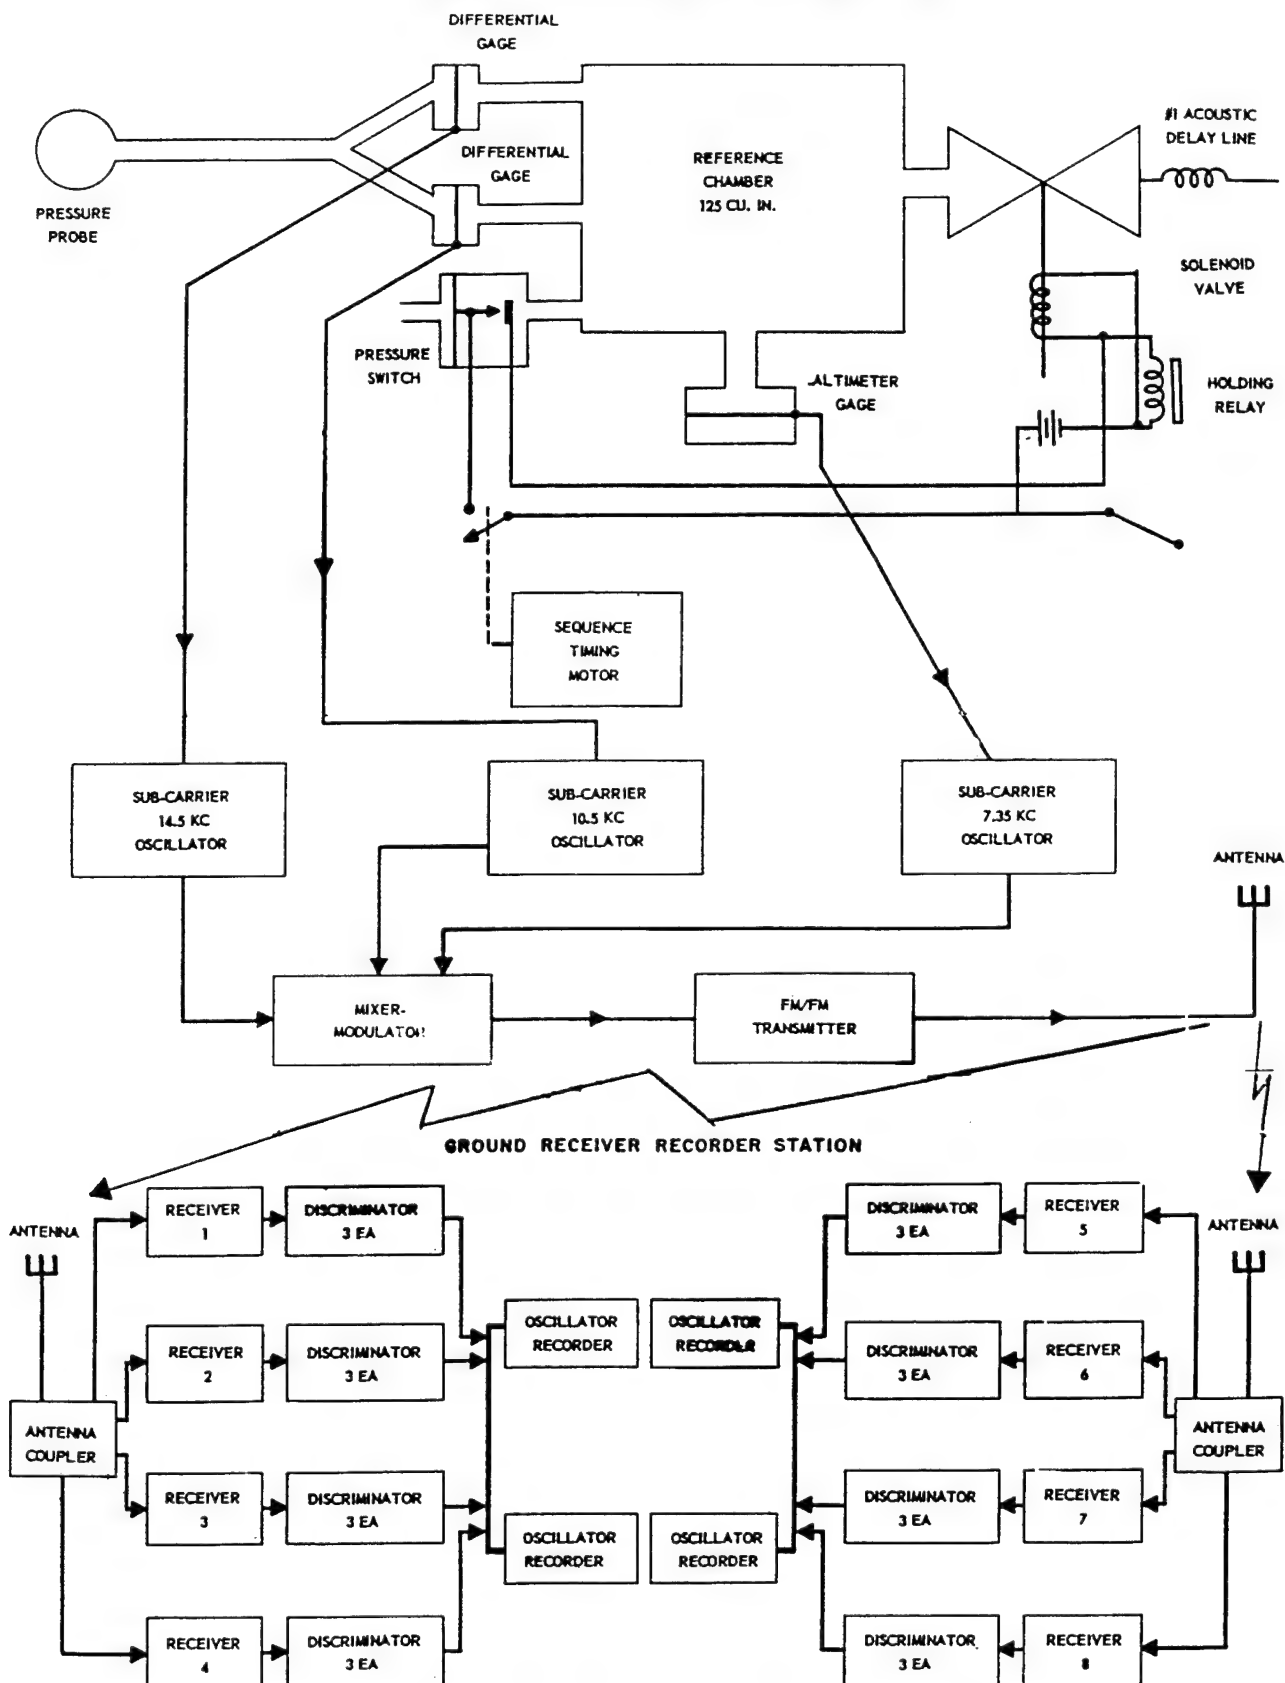 DIFFERENTIAL
GAGE
#1 ACOUSTIC
DELAY LINE
DIFFERENTIAL
GAGE
REFERENCE
CHAMBER
125 CU. IN.
PRESSURE
PROBE
SOLENOID
VALVE
PRESSURE
SWITCH
ALTIMETER
GAGE
HOLDING
RELAY
SEQUENCE
TIMING
MOTOR
SUB-CARRIER
14.5 KC
OSCILLATOR
SUB-CARRIER
10.5 KC
OSCILLATOR
SUB-CARRIER
7.35 KC
OSCILLATOR
ANTENNA
MIXER-
MODULATOR
FM/FM
TRANSMITTER
GROUND RECEIVER RECORDER STATION
ANTENNA
RECEIVER
1
DISCRIMINATOR
3 EA
DISCRIMINATOR
3 EA
RECEIVER
5
ANTENNA
OSCILLATOR
RECORDER
OSCILLATOR
RECORDER
RECEIVER
2
DISCRIMINATOR
3 EA
DISCRIMINATOR
3 EA
RECEIVER
6
ANTENNA
COUPLER
ANTENNA
COUPLER
RECEIVER
3
DISCRIMINATOR
3 EA
DISCRIMINATOR
3 EA
RECEIVER
7
OSCILLATOR
RECORDER
OSCILLATOR
RECORDER
RECEIVER
4
DISCRIMINATOR
3 EA
DISCRIMINATOR
3 EA
RECEIVER
8